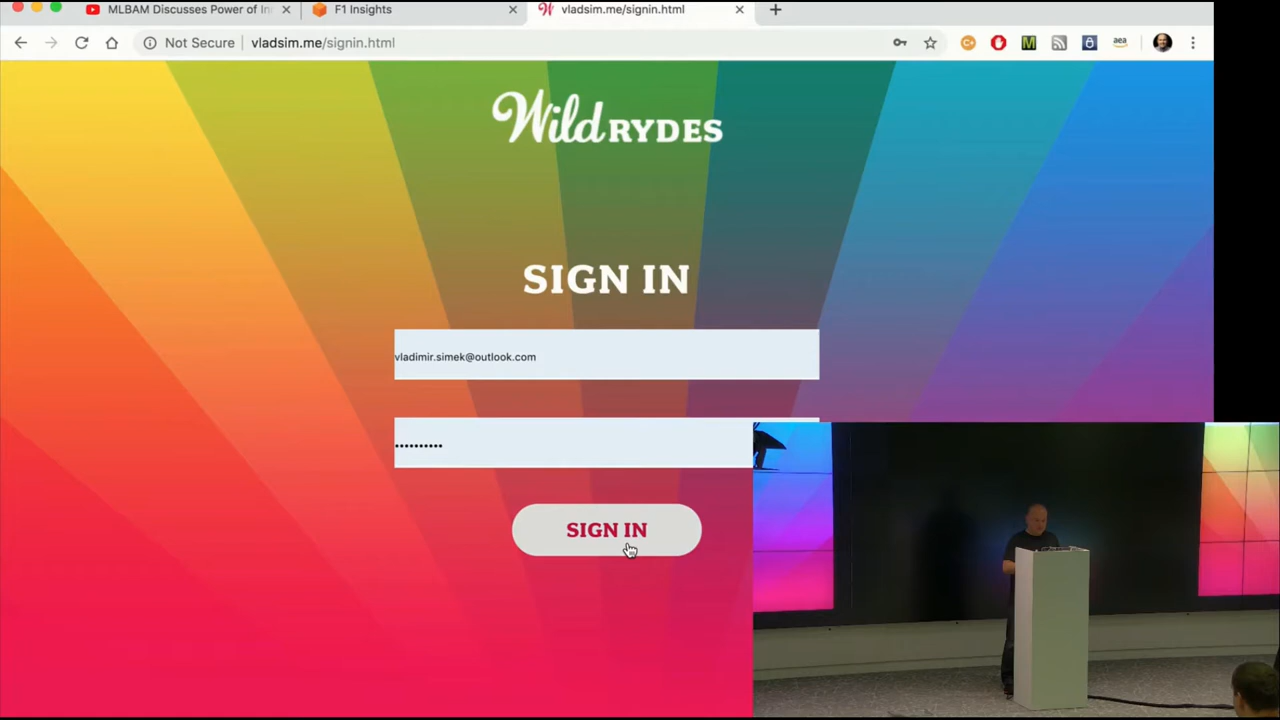 MLBAM Discusses Power of In
F1 Insights
vladsim.me/signin.html
Not Secure
vladsim.me/signin.html
aea
Wild RYDES
SIGN IN
vladimir.simek@outlook.com
••••••••••
SIGN IN